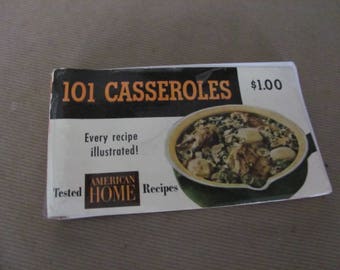 101 CASSEROLES
$1.00
Every recipe
illustrated!
Tested AMERICAN HOME Recipes